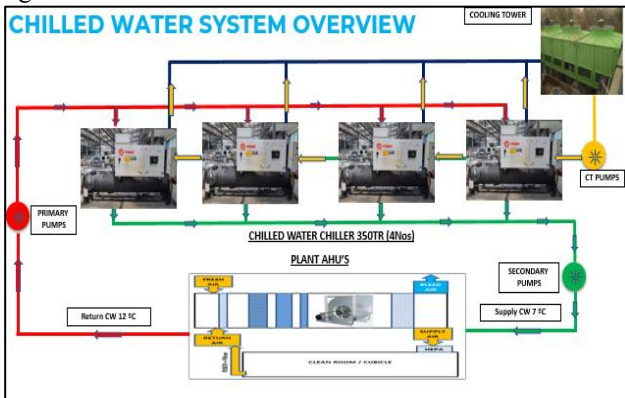 CHILLED WATER SYSTEM OVERVIEW
COOLING TOWER
CT PUMPS
PRIMARY
PUMPS
CHILLED WATER CHILLER 350TR (4Nos)
PLANT AHU'S
SECONDARY
PUMPS
FRESH
AIR
BLEED
AIR
Return CW 12 ºC
Supply CW 7 ºC
RETURN
AIR
SUPPLY
AIR
HEPA
CLEAN ROOM / CUBICLE